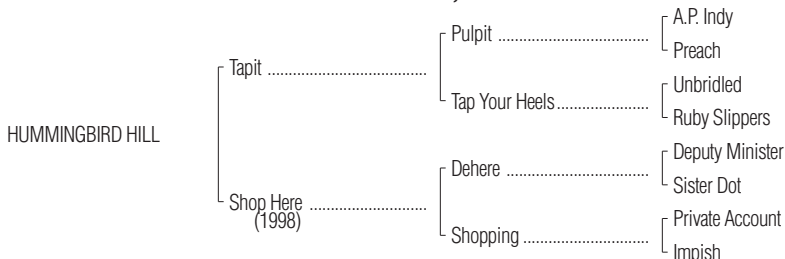 A.P. Indy
Pulpit ........................................
Preach
Tapit ..........................................
Unbridled
Tap Your Heels ........................
Ruby Slippers
HUMMINGBIRD HILL
Deputy Minister
Dehere ......................................
Sister Dot
Shop Here ...............................
(1998)
Private Account
Shopping .................................
Impish